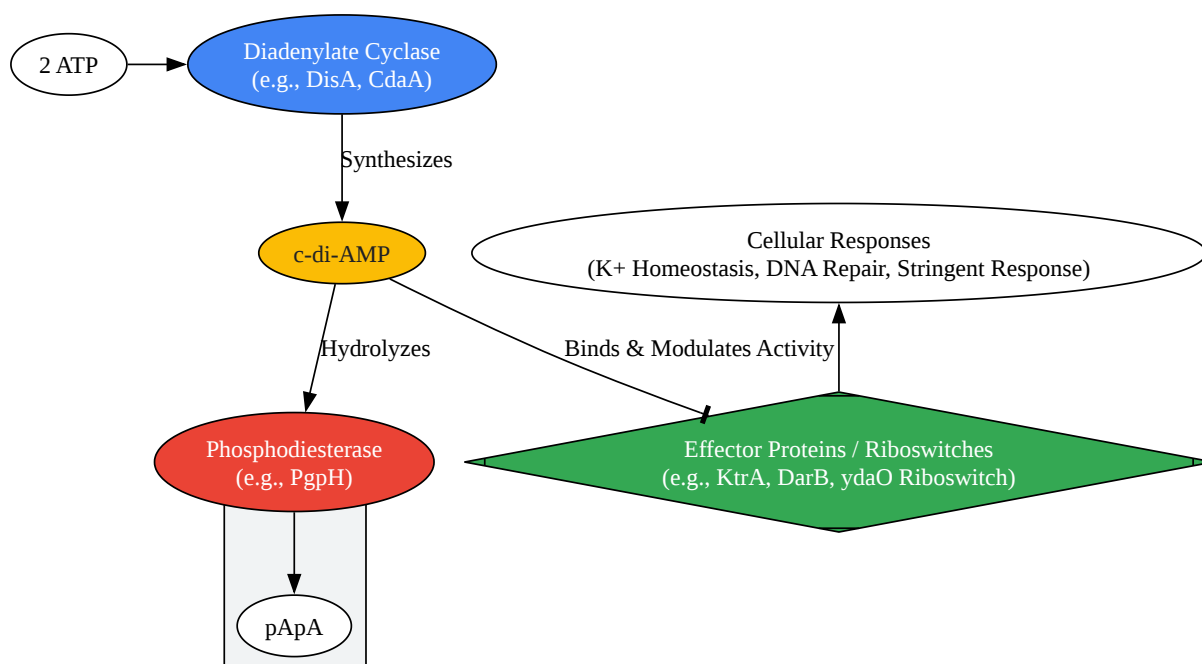 2 ATP
Diadenylate Cyclase
(e.g., DisA, CdaA)
Synthesizes
c-di-AMP
Cellular Responses
(K+ Homeostasis, DNA Repair, Stringent Response)
Hydrolyzes
Binds & Modulates Activity
Phosphodiesterase
(e.g., PgpH)
Effector Proteins / Riboswitches
(e.g., KtrA, DarB, ydaO Riboswitch)
pApA